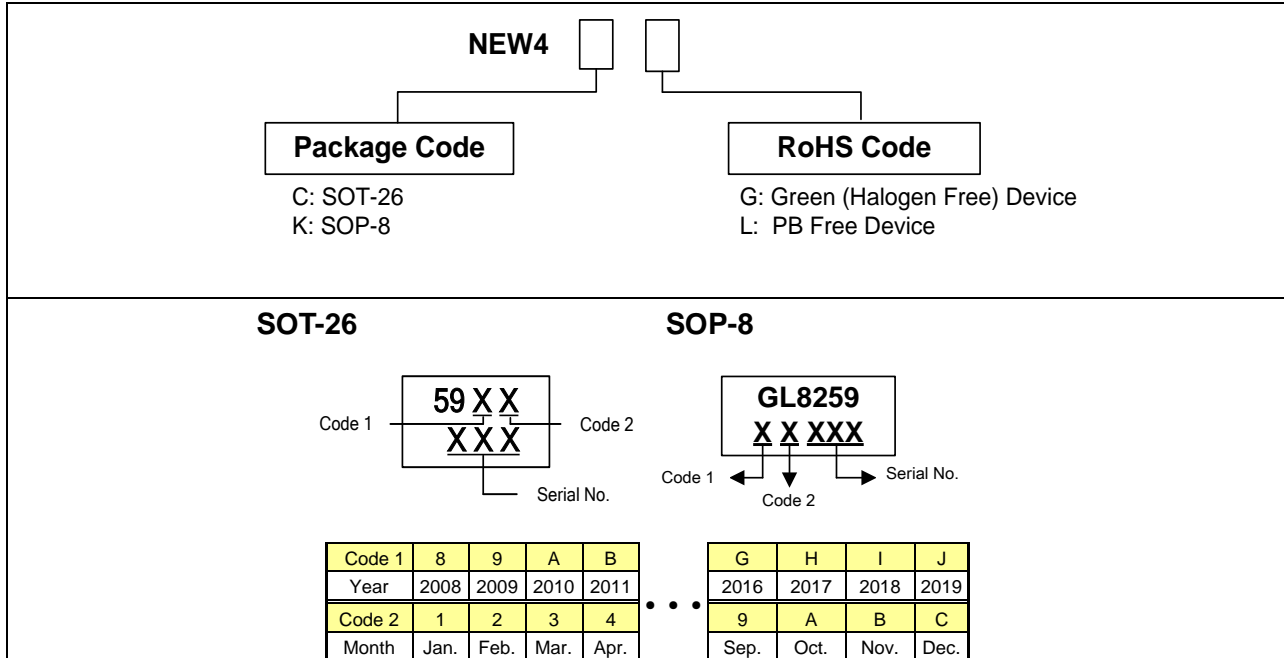 NEW4
Package Code
RoHS Code
C: SOT-26
K: SOP-8
G: Green (Halogen Free) Device
L: PB Free Device
SOT-26
SOP-8
59 X X
X X X
Code 1
Code 2
Serial No.
GL8259
X X XXX
Code 1
Code 2
Serial No.
Code 1 8 9 A B
Year 2008 2009 2010 2011
Code 2 1 2 3 4
Month Jan. Feb. Mar. Apr.
• • •
G H I J
2016 2017 2018 2019
9 A B C
Sep. Oct. Nov. Dec.